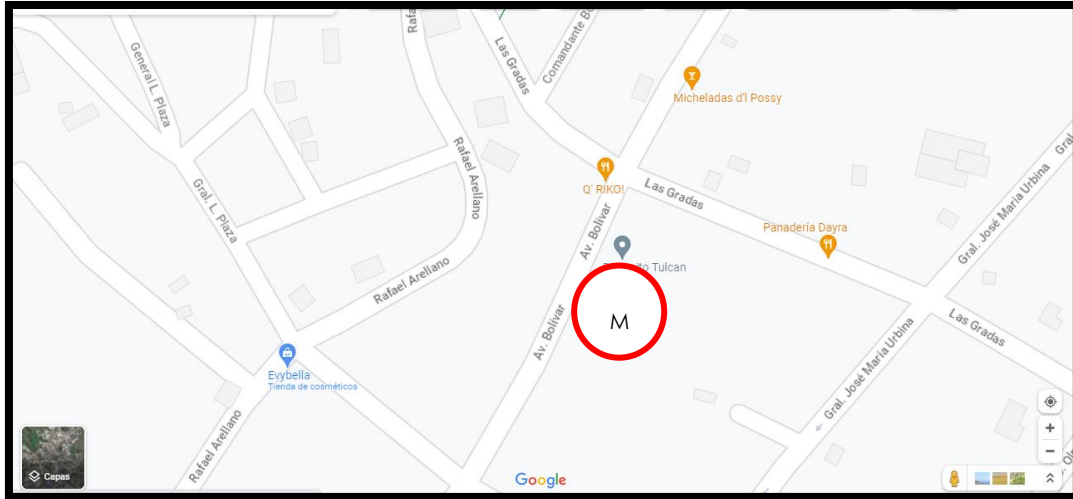 Rafa
General L. Plaza
Las Gradas
Comandante
Micheladas d'l Possy
Rafael Arellano
Q' RIKO!
Las Gradas
Gral. L. Plaza
Av. Bolívar
Panadería Dayra
Gral. José María Urbina
Gral
Tulcan
Rafael Arellano
M
Av. Bolívar
Las Gradas
Gral. José María Urbina
Evybella
Tienda de cosméticos
Rafael Arellano
Capas
Google